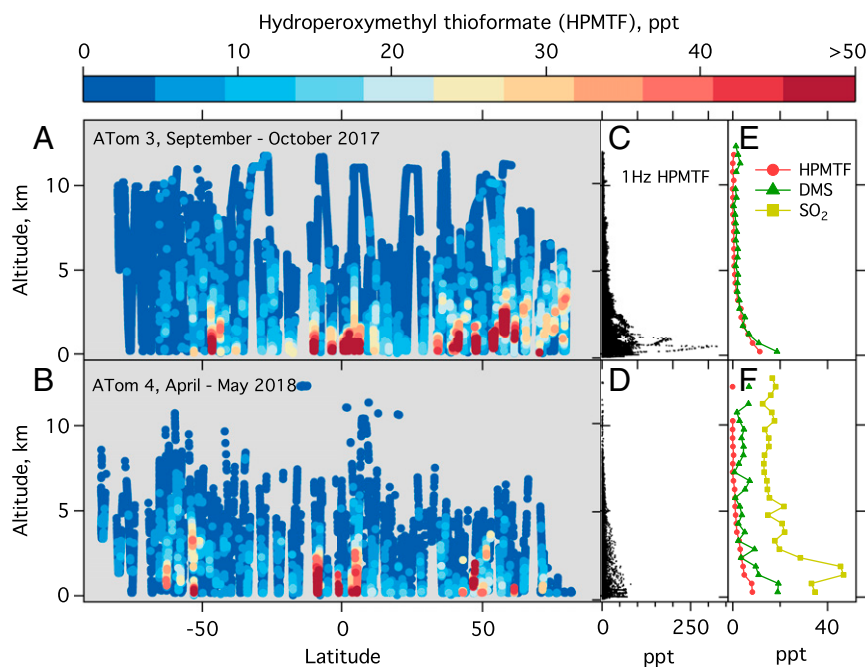 Hydroperoxymethyl thioformate (HPMTF), ppt
0 10 20 30 40 >50
A
ATom 3, September - October 2017
C
1Hz HPMTF
E
HPMTF
DMS
SO₂
Altitude, km
10
5
0
B
ATom 4, April - May 2018
D
F
Altitude, km
10
5
0
-50 0 50
Latitude
0 250
ppt
0 40
ppt